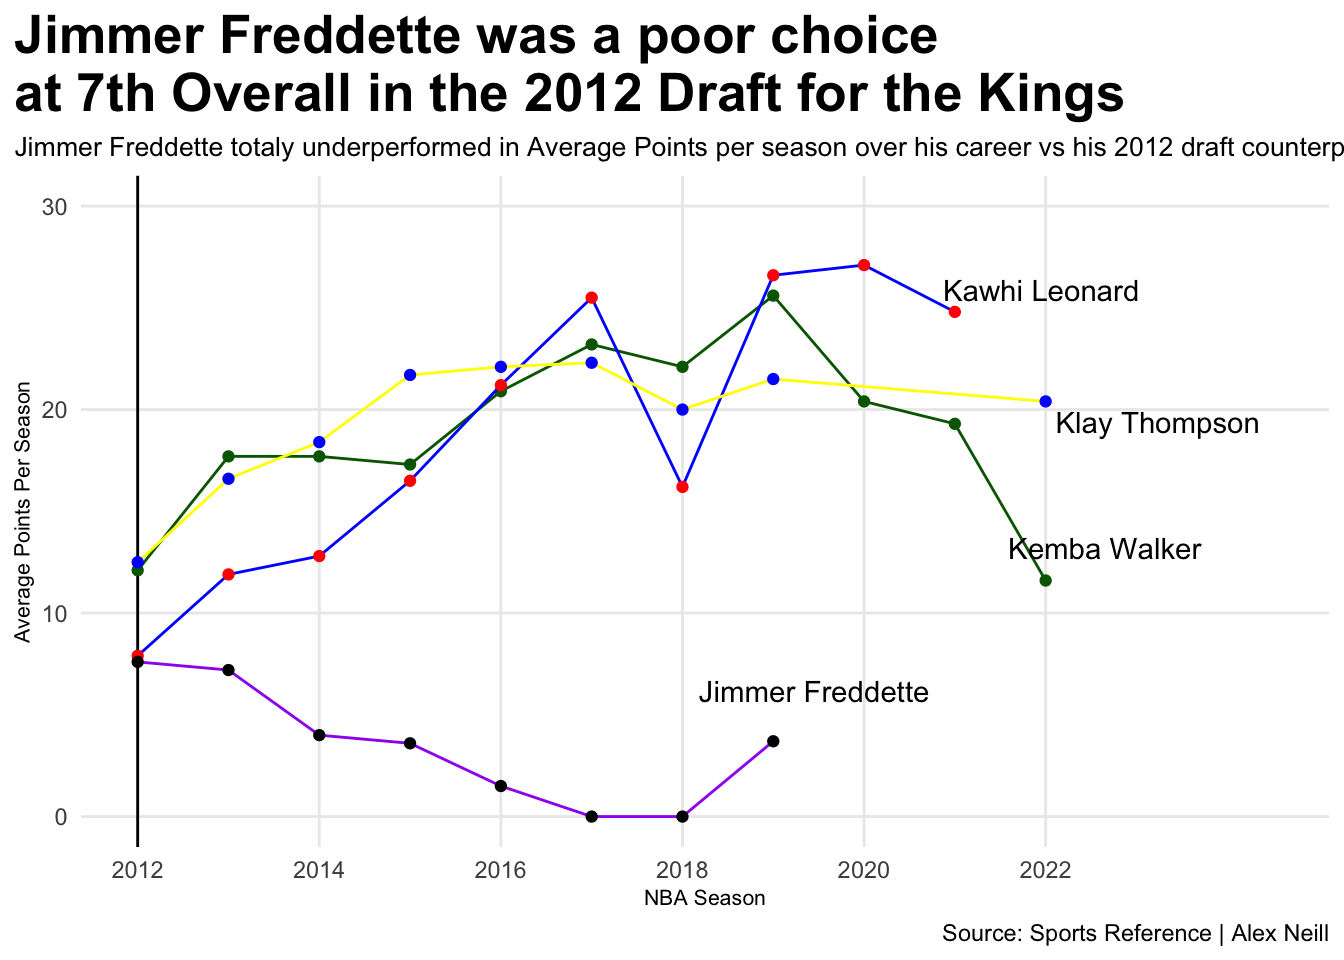 Jimmer Freddette was a poor choice
at 7th Overall in the 2012 Draft for the Kings
Jimmer Freddette totaly underperformed in Average Points per season over his career vs his 2012 draft counterp
30
20
10
0
Average Points Per Season
Kawhi Leonard
Klay Thompson
Kemba Walker
Jimmer Freddette
2012 2014 2016 2018 2020 2022
NBA Season
Source: Sports Reference | Alex Neill